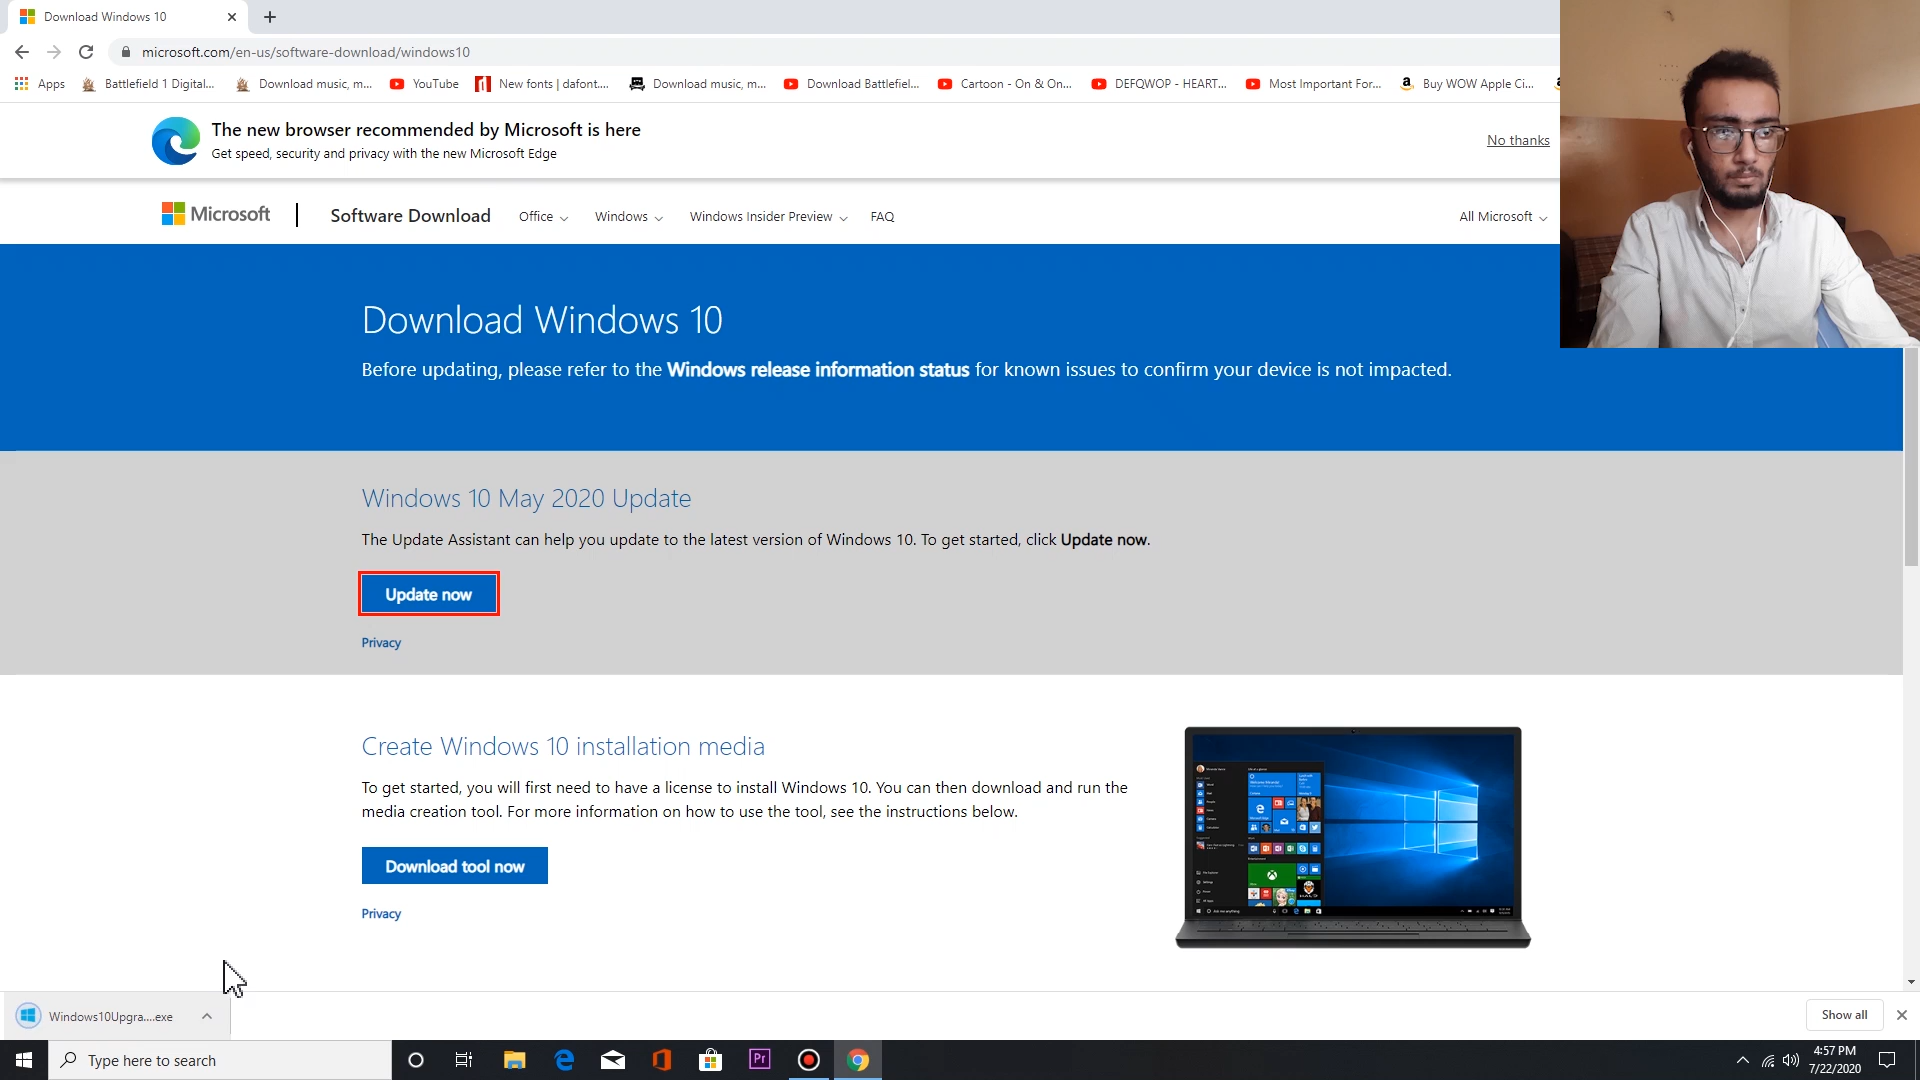 Download Windows 10
microsoft.com/en-us/software-download/windows10
Apps
Battlefield 1 Digital...
Download music, m...
YouTube
New fonts | dafont....
Download music, m...
Download Battlefiel...
Cartoon - On & On...
DEFQWOP - HEART...
Most Important For...
Buy WOW Apple Ci...
The new browser recommended by Microsoft is here
Get speed, security and privacy with the new Microsoft Edge
No thanks
Microsoft
Software Download
Office
Windows
Windows Insider Preview
FAQ
All Microsoft
Download Windows 10
Before updating, please refer to the Windows release information status for known issues to confirm your device is not impacted.
Windows 10 May 2020 Update
The Update Assistant can help you update to the latest version of Windows 10. To get started, click Update now.
Update now
Privacy
Create Windows 10 installation media
To get started, you will first need to have a license to install Windows 10. You can then download and run the
media creation tool. For more information on how to use the tool, see the instructions below.
Download tool now
Privacy
Windows10Upgra....exe
Show all
Type here to search
Pr
4:57 PM
7/22/2020